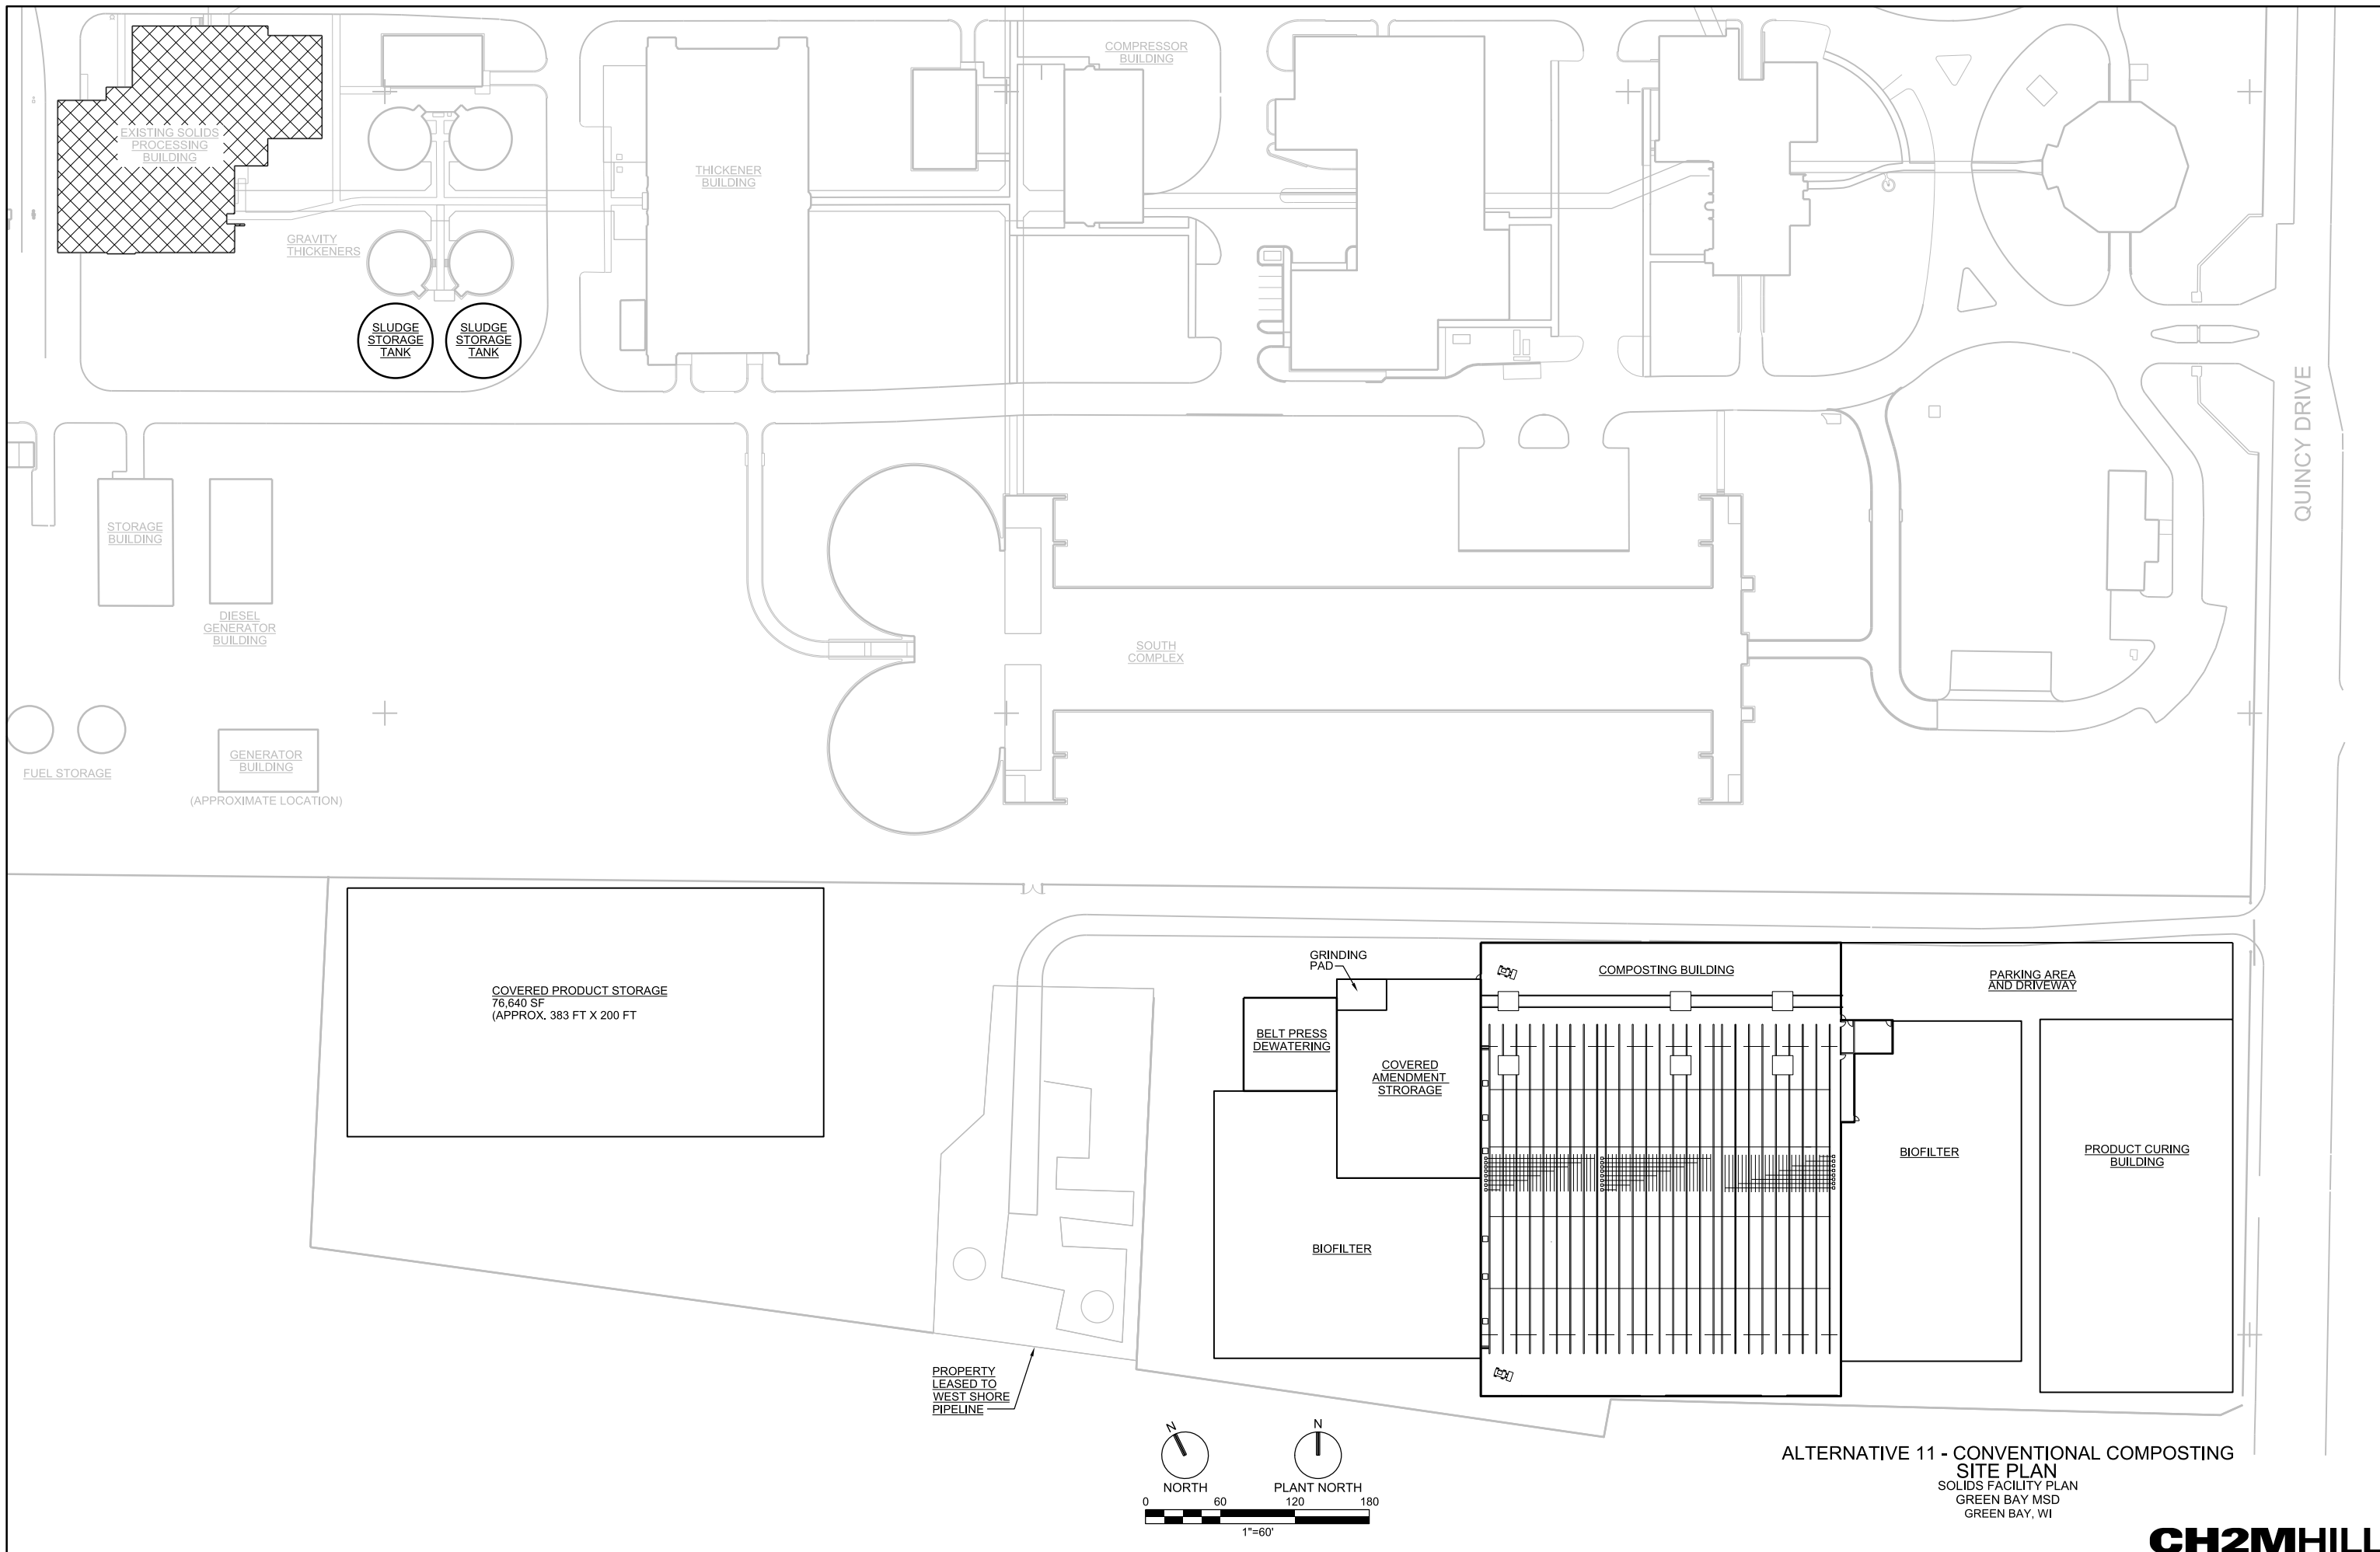 COMPRESSOR
BUILDING
EXISTING SOLIDS
PROCESSING
BUILDING
THICKENER
BUILDING
GRAVITY
THICKENERS
SLUDGE
STORAGE
TANK
SLUDGE
STORAGE
TANK
QUINCY DRIVE
STORAGE
BUILDING
DIESEL
GENERATOR
BUILDING
SOUTH
COMPLEX
FUEL STORAGE
GENERATOR
BUILDING
(APPROXIMATE LOCATION)
COVERED PRODUCT STORAGE
76,640 SF
(APPROX. 383 FT X 200 FT
GRINDING
PAD
COMPOSTING BUILDING
PARKING AREA
AND DRIVEWAY
BELT PRESS
DEWATERING
COVERED
AMENDMENT
STRORAGE
BIOFILTER
PRODUCT CURING
BUILDING
BIOFILTER
PROPERTY
LEASED TO
WEST SHORE
PIPELINE
N
NORTH
N
PLANT NORTH
0 60 120 180
1"=60'
ALTERNATIVE 11 - CONVENTIONAL COMPOSTING
SITE PLAN
SOLIDS FACILITY PLAN
GREEN BAY MSD
GREEN BAY, WI
CH2MHILL